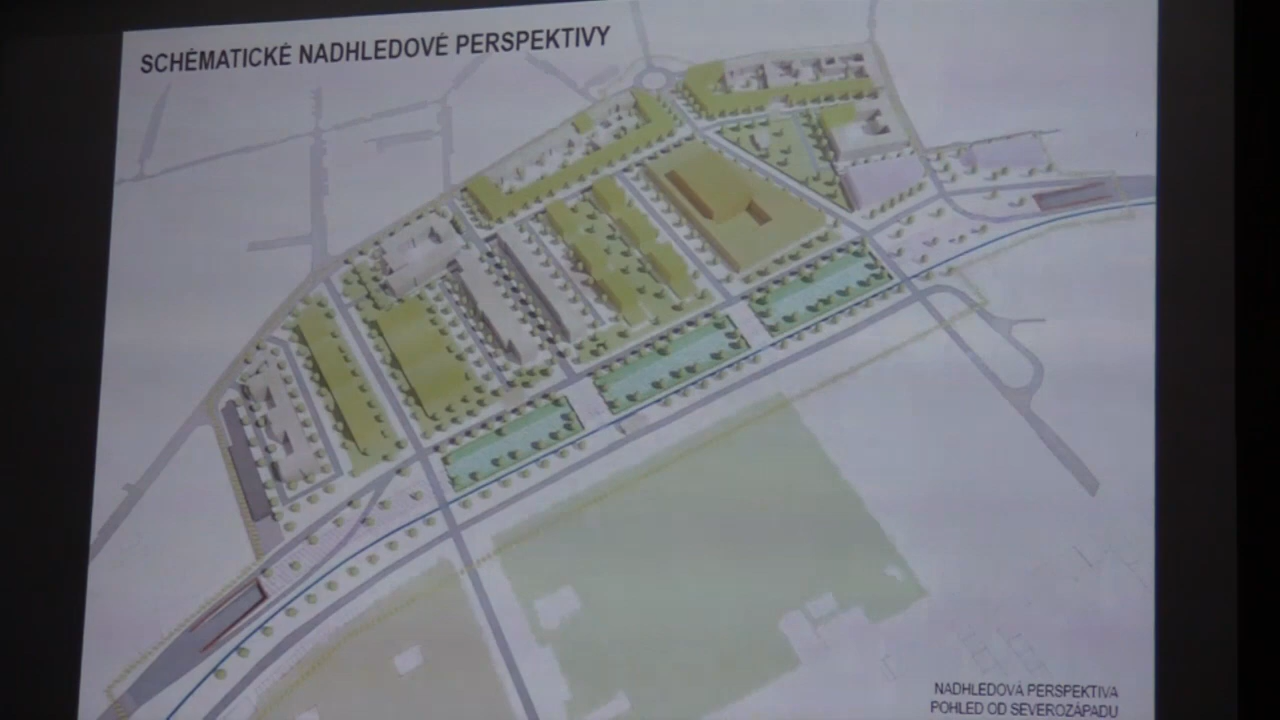 SCHÉMATICKÉ NADHLEDOVÉ PERSPEKTIVY
NADHLEDOVÁ PERSPEKTIVA
POHLED OD SEVEROZÁPADU